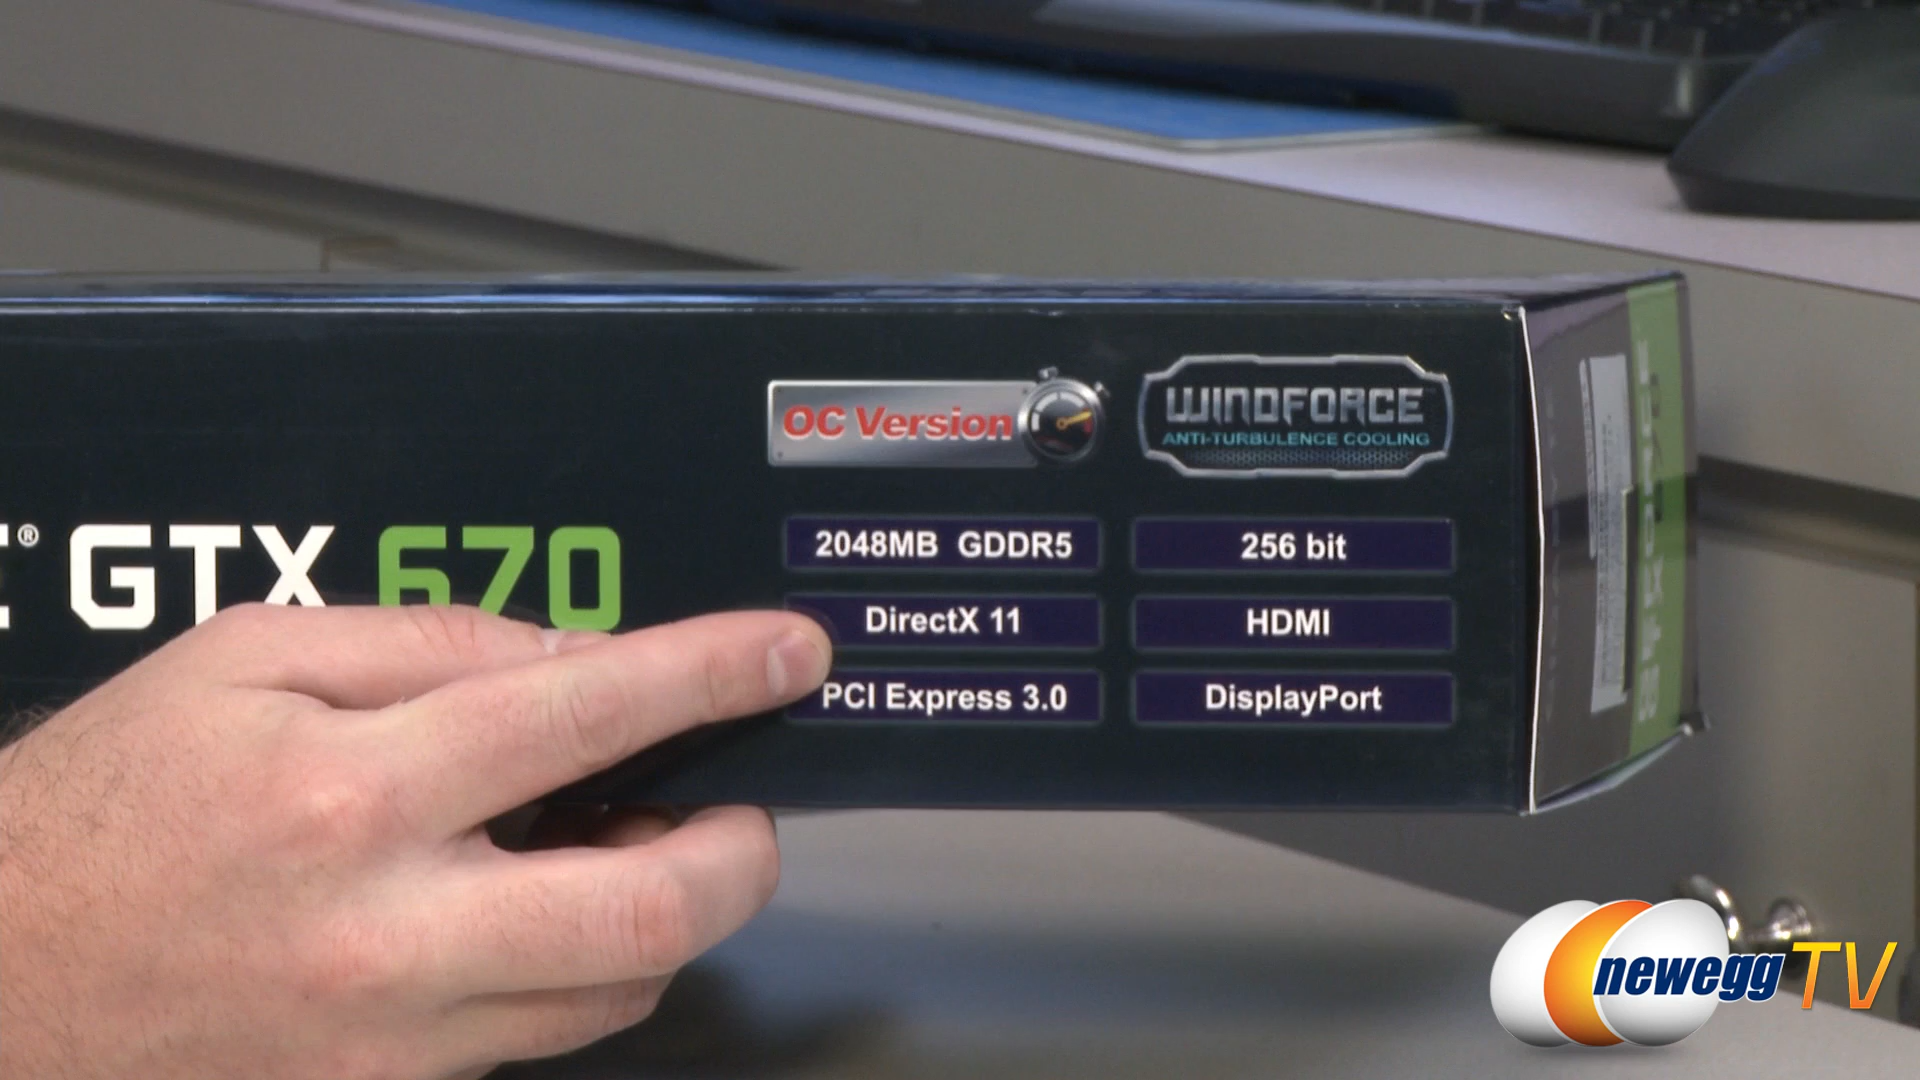 OC Version
WINDFORCE
ANTI-TURBULENCE COOLING
® GTX 670
2048MB GDDR5
256 bit
DirectX 11
HDMI
PCI Express 3.0
DisplayPort
newegg TV